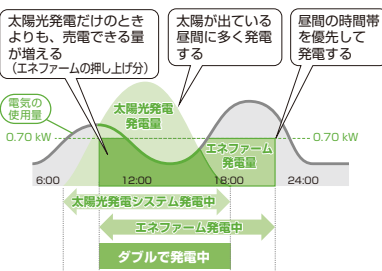 太陽光発電だけのとき
よりも、売電できる量
が増える
(エネファームの押し上げ分)
太陽が出ている
昼間に多く発電
する
昼間の時間帯
を優先して
発電する
電気の
使用量
太陽光発電
発電量
0.70 kW
0.70 kW
エネファーム
発電量
6:00
12:00
18:00
24:00
太陽光発電システム発電中
エネファーム発電中
ダブルで発電中